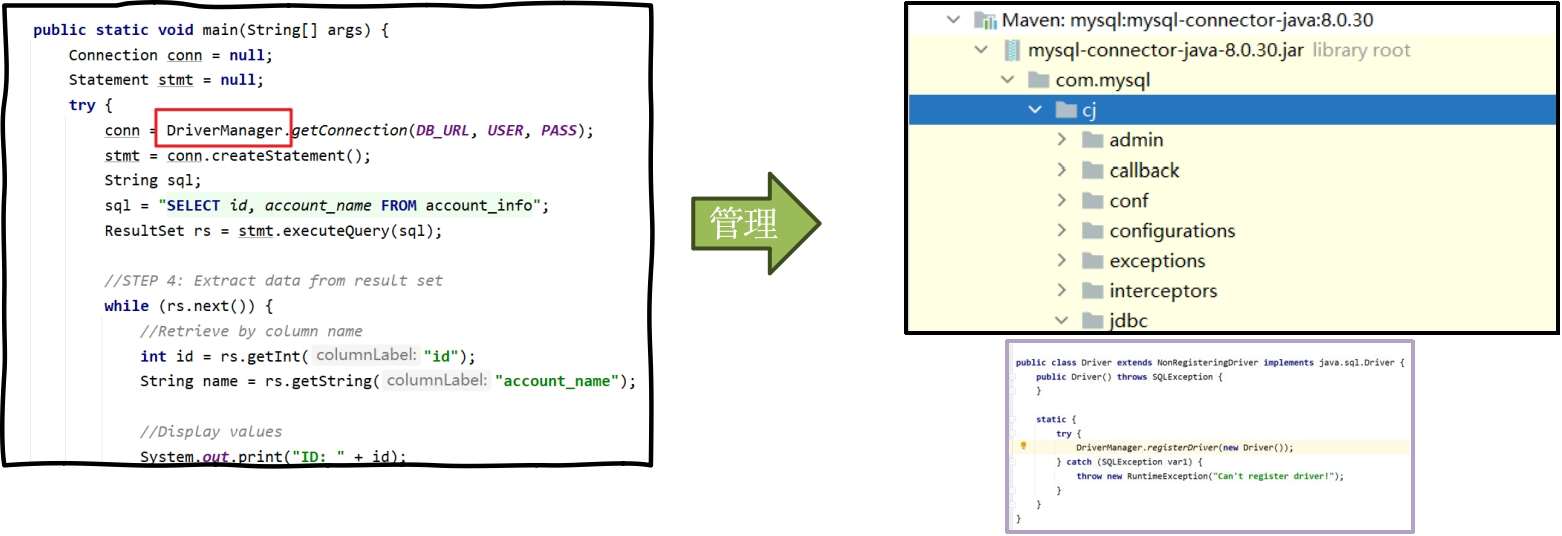 public static void main(String[] args) {
Connection conn = null;
Statement stmt = null;
try {
conn = DriverManager.getConnection(DB_URL, USER, PASS);
stmt = conn.createStatement();
String sql;
sql = "SELECT id, account_name FROM account_info";
ResultSet rs = stmt.executeQuery(sql);
//STEP 4: Extract data from result set
while (rs.next()) {
//Retrieve by column name
int id = rs.getInt( columnLabel: "id");
String name = rs.getString( columnLabel: "account_name");
//Display values
System.out.print("ID: " + id);
管理
Maven: mysql:mysql-connector-java:8.0.30
mysql-connector-java-8.0.30.jar library root
com.mysql
cj
admin
callback
conf
configurations
exceptions
interceptors
jdbc
public class Driver extends NonRegisteringDriver implements java.sql.Driver {
public Driver() throws SQLException {
}
static {
try {
DriverManager.registerDriver(new Driver());
} catch (SQLException var1) {
throw new RuntimeException("Can't register driver!");
}
}
}